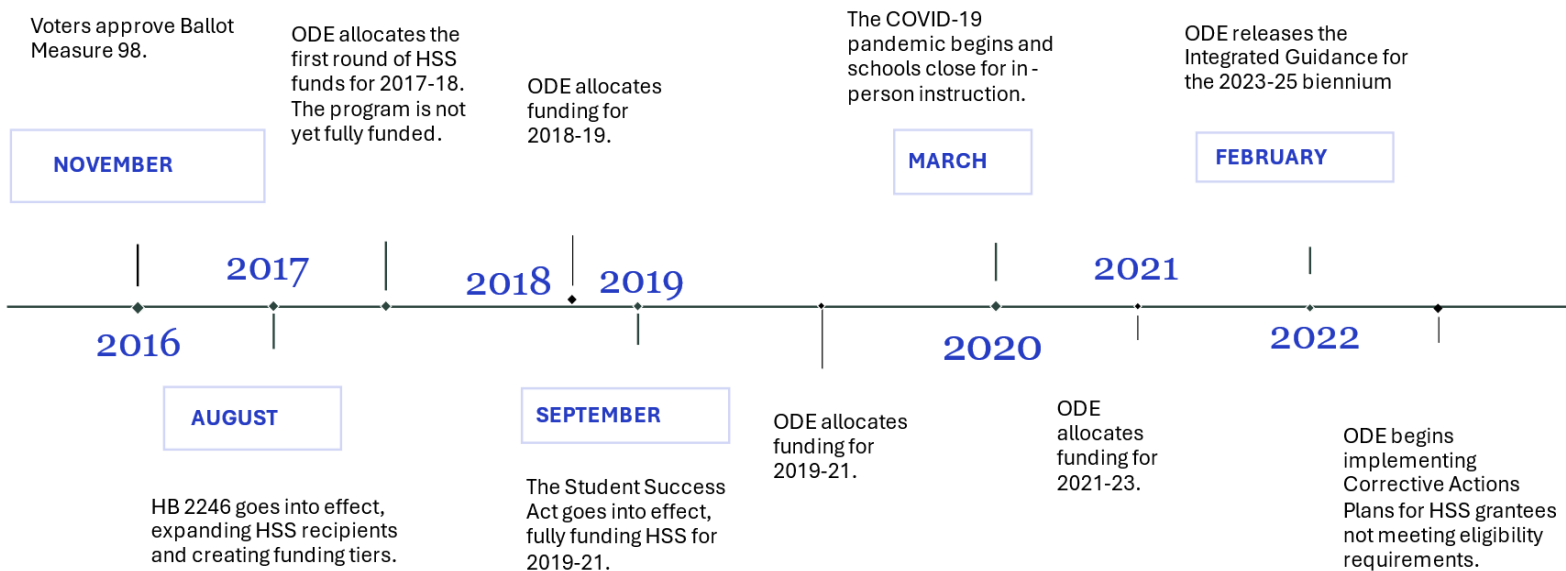 Voters approve Ballot
Measure 98.
NOVEMBER
2016
2017
AUGUST
HB 2246 goes into effect,
expanding HSS recipients
and creating funding tiers.
ODE allocates the
first round of HSS
funds for 2017-18.
The program is not
yet fully funded.
2018
ODE allocates
funding for
2018-19.
2019
SEPTEMBER
The Student Success
Act goes into effect,
fully funding HSS for
2019-21.
ODE allocates
funding for
2019-21.
The COVID-19
pandemic begins and
schools close for in-
person instruction.
MARCH
2020
2021
ODE
allocates
funding for
2021-23.
ODE releases the
Integrated Guidance for
the 2023-25 biennium
FEBRUARY
2022
ODE begins
implementing
Corrective Actions
Plans for HSS grantees
not meeting eligibility
requirements.